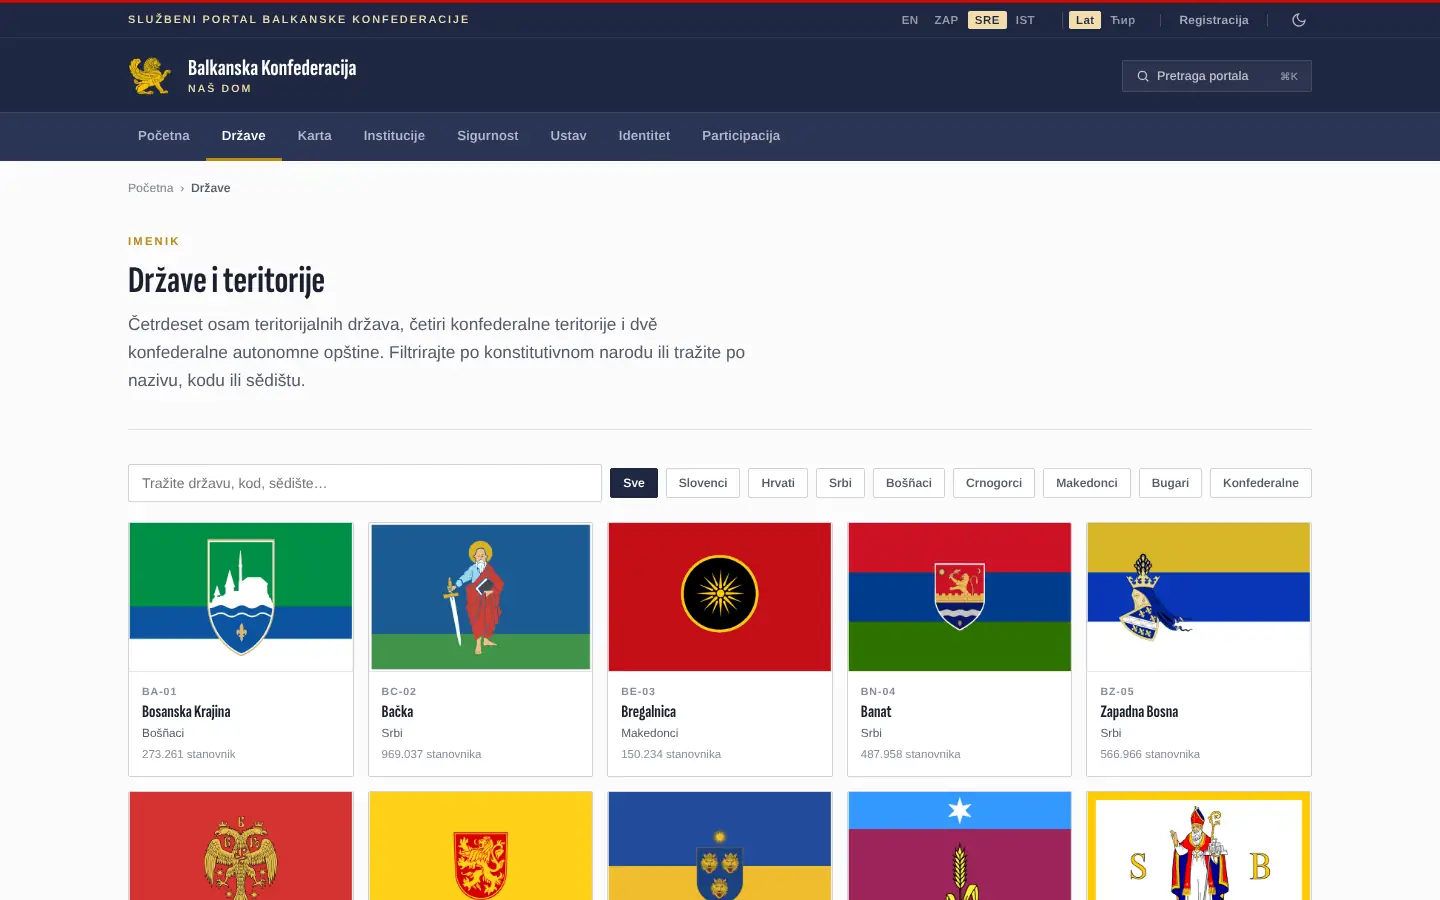 SLUŽBENI PORTAL BALKANSKE KONFEDERACIJE
EN ZAP SRE IST Lat Ћир Registracija
Balkanska Konfederacija
NAŠ DOM
Pretraga portala ⌘K
Početna Države Karta Institucije Sigurnost Ustav Identitet Participacija
Početna › Države
IMENIK
Države i teritorije
Četrdeset osam teritorijalnih država, četiri konfederalne teritorije i dvě
konfederalne autonomne opštine. Filtrirajte po konstitutivnom narodu ili tražite po
nazivu, kodu ili sědištu.
Tražite državu, kod, sědište…
Sve Slovenci Hrvati Srbi Bošńaci Crnogorci Makedonci Bugari Konfederalne
BA-01 BC-02 BE-03 BN-04 BZ-05
Bosanska Krajina Bačka Bregalnica Banat Zapadna Bosna
Bošńaci Srbi Makedonci Srbi Srbi
273.261 stanovnik 969.037 stanovnika 150.234 stanovnika 487.958 stanovnika 566.966 stanovnika
S B